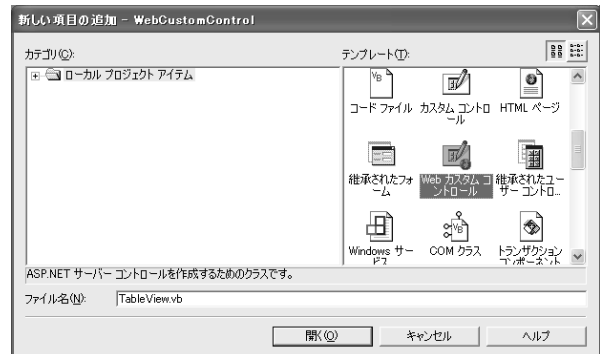 新しい項目の追加 - WebCustomControl
カテゴリ(C):
テンプレート(T):
ローカル プロジェクト アイテム
コード ファイル
カスタム コントロ
ール
HTML ページ
継承されたフォ
ーム
Web カスタム コ
ントロール
継承されたユー
ザー コントロ...
Windows サー
ビス
COM クラス
トランザクション
コンポーネント
ASP.NET サーバー コントロールを作成するためのクラスです。
ファイル名(N):
TableView.vb
開く(O)
キャンセル
ヘルプ